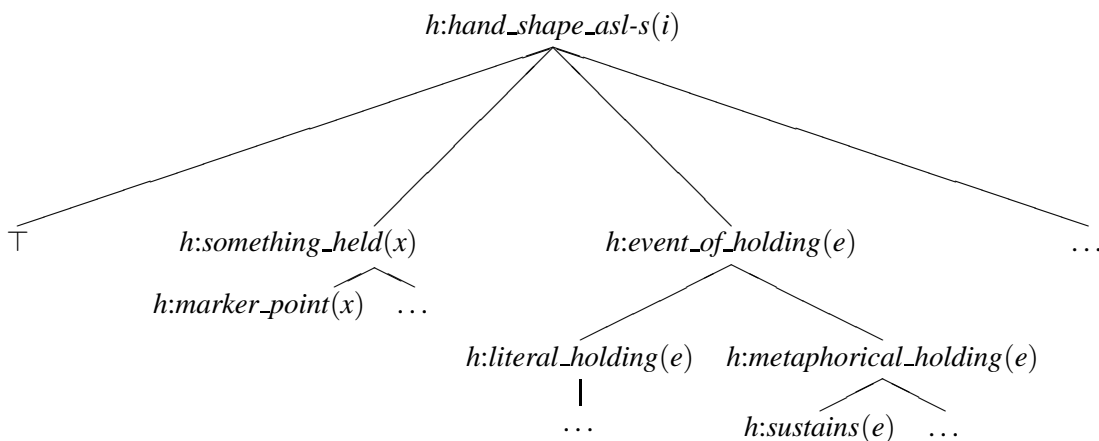 h:hand_shape_asl-s(i)
⊤ h:something_held(x) h:event_of_holding(e) ...
h:marker_point(x) ...
h:literal_holding(e) h:metaphorical_holding(e)
... h:sustains(e) ...